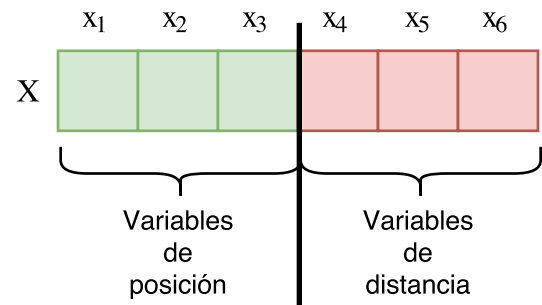 x1 x2 x3 x4 x5 x6
X
Variables
de
posición
Variables
de
distancia